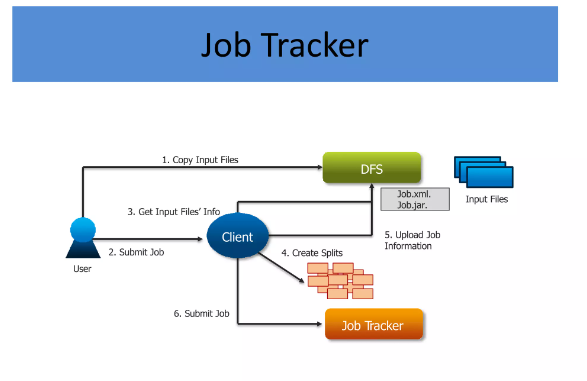 Job Tracker
1. Copy Input Files
DFS
Job.xml.
Job.jar.
Input Files
3. Get Input Files' Info
Client
5. Upload Job
Information
2. Submit Job
4. Create Splits
User
6. Submit Job
Job Tracker